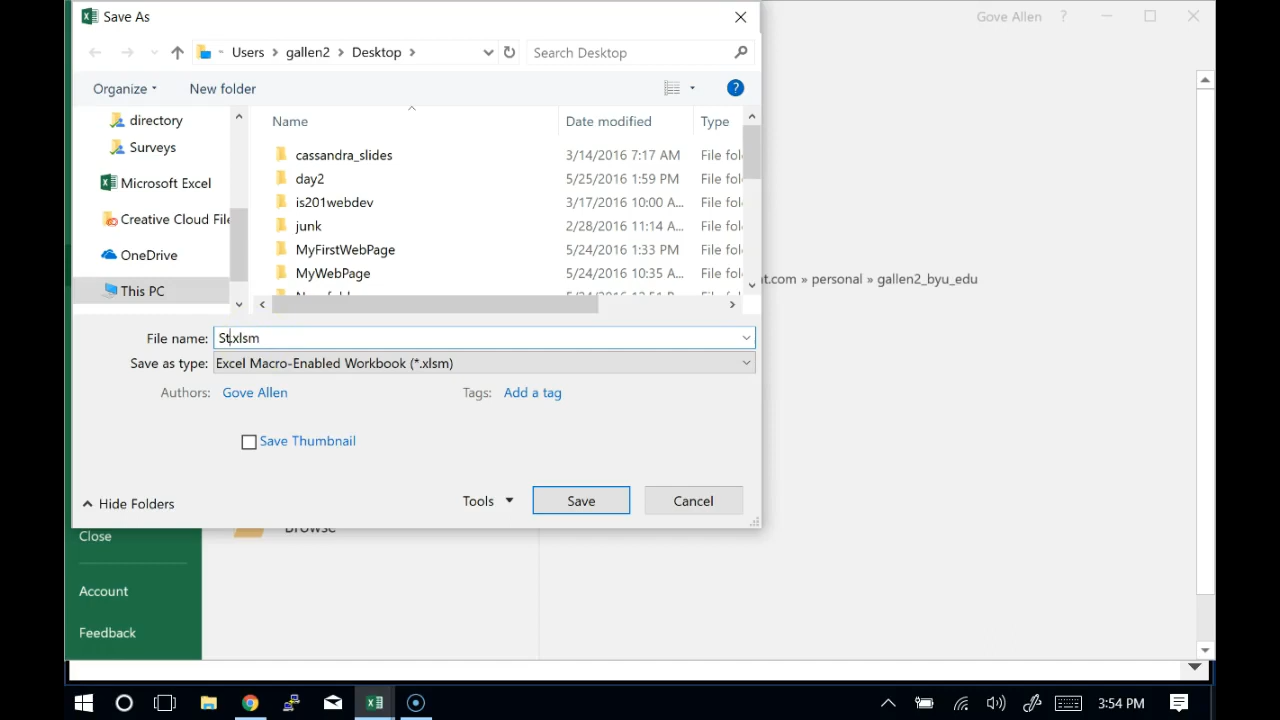 Save As
Gove Allen ?
Users > gallen2 > Desktop >
Search Desktop
Organize
New folder
?
directory
Surveys
Microsoft Excel
Creative Cloud File
OneDrive
This PC
Name
Date modified
Type
cassandra_slides 3/14/2016 7:17 AM File fol
day2 5/25/2016 1:59 PM File fol
is201webdev 3/17/2016 10:00 A... File fol
junk 2/28/2016 11:14 A... File fol
MyFirstWebPage 5/24/2016 1:33 PM File fol
MyWebPage 5/24/2016 10:35 A... File fol
nt.com » personal » gallen2_byu_edu
File name: St.xlsm
Save as type: Excel Macro-Enabled Workbook (*.xlsm)
Authors: Gove Allen
Tags: Add a tag
Save Thumbnail
Hide Folders
Tools
Save
Cancel
Browse
Close
Account
Feedback
3:54 PM